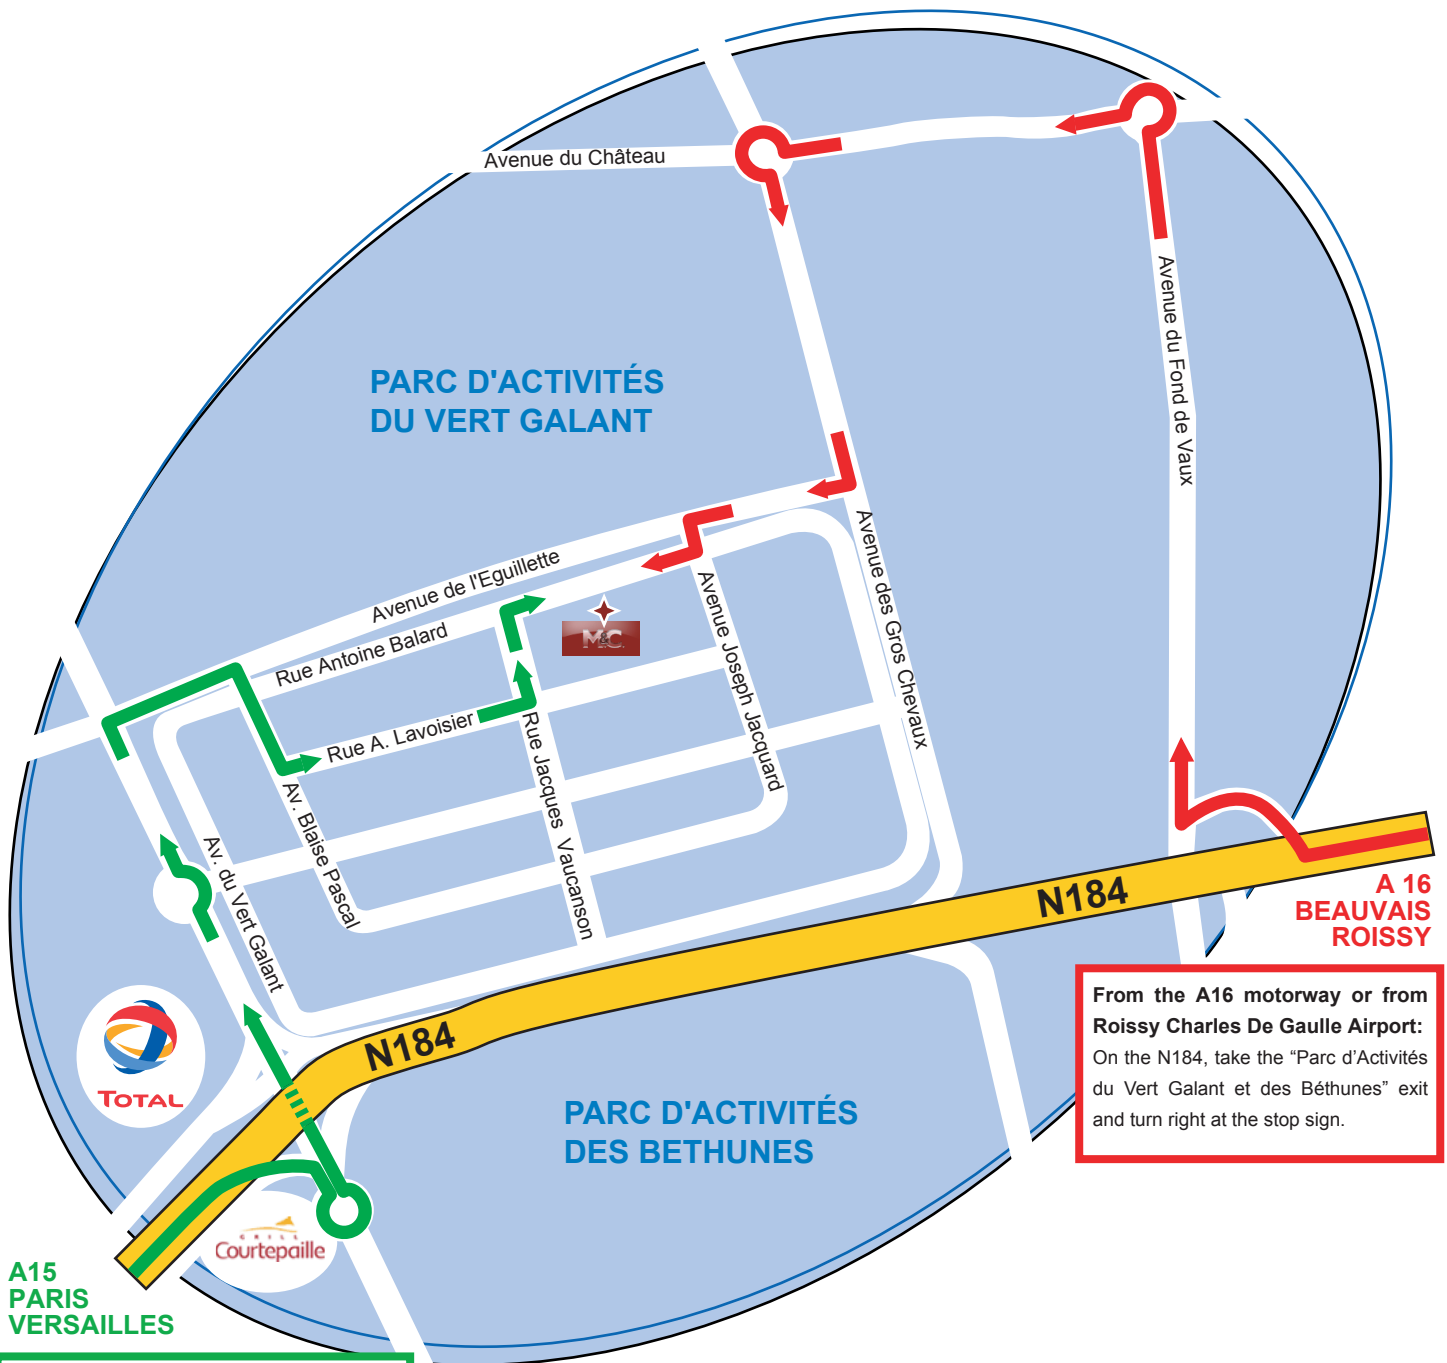 Avenue du Château
Avenue du Fond de Vaux
PARC D'ACTIVITÉS
DU VERT GALANT
Avenue des Gros Chevaux
Avenue de l'Eguillette
Rue Antoine Balard
M&C
Avenue Joseph Jacquard
Rue A. Lavoisier
Rue Jacques Vaucanson
Av. Blaise Pascal
Av. du Vert Galant
N184
A 16
BEAUVAIS
ROISSY
From the A16 motorway or from
Roissy Charles De Gaulle Airport:
On the N184, take the “Parc d’Activités
du Vert Galant et des Béthunes” exit
and turn right at the stop sign.
N184
TOTAL
PARC D'ACTIVITÉS
DES BETHUNES
GRILL
Courtepaille
A15
PARIS
VERSAILLES